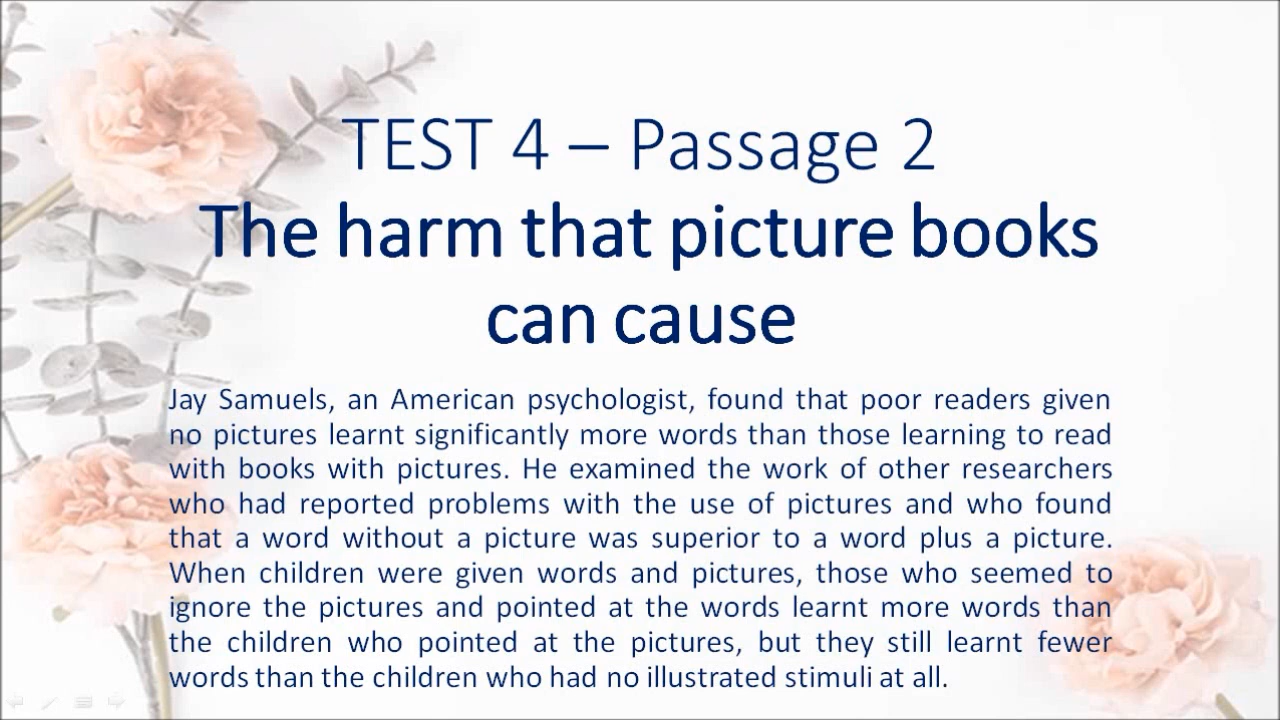 TEST 4 – Passage 2
The harm that picture books
can cause
Jay Samuels, an American psychologist, found that poor readers given
no pictures learnt significantly more words than those learning to read
with books with pictures. He examined the work of other researchers
who had reported problems with the use of pictures and who found
that a word without a picture was superior to a word plus a picture.
When children were given words and pictures, those who seemed to
ignore the pictures and pointed at the words learnt more words than
the children who pointed at the pictures, but they still learnt fewer
words than the children who had no illustrated stimuli at all.